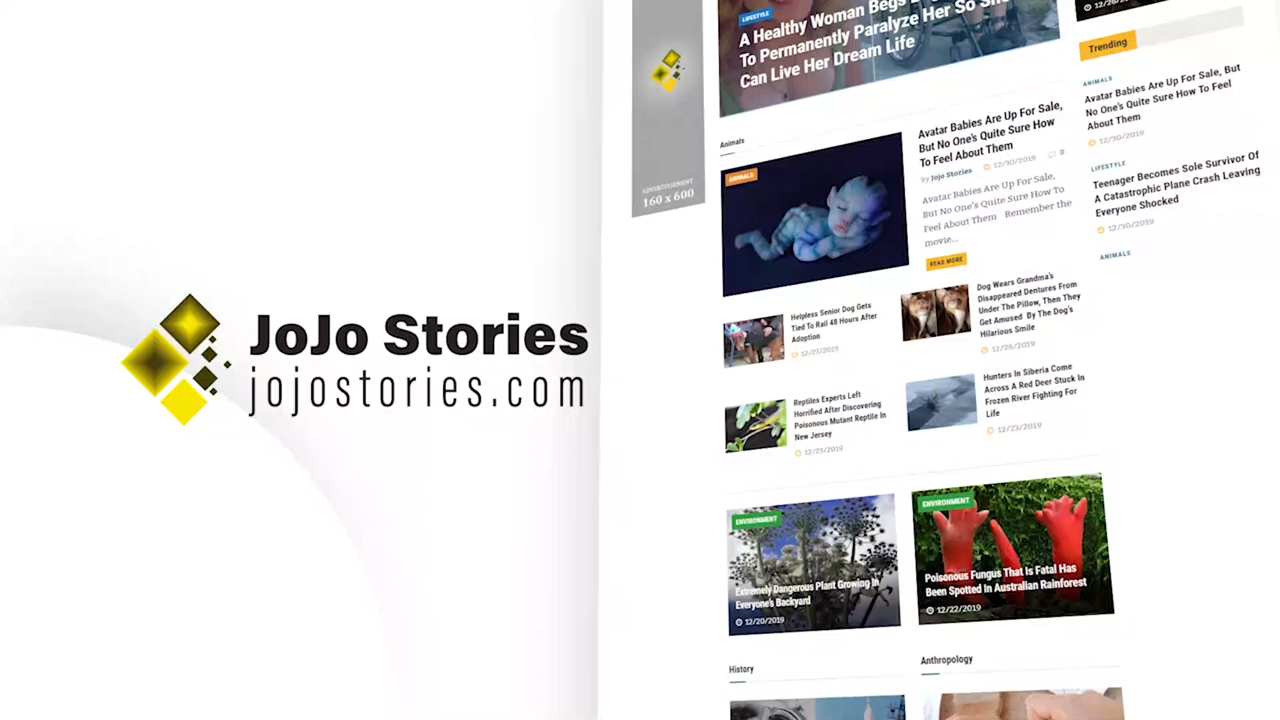 JoJo Stories
jojostories.com
ADVERTISEMENT
160 x 600
LIFESTYLE
A Healthy Woman Begs
To Permanently Paralyze Her So She
Can Live Her Dream Life
Animals
ANIMALS
Avatar Babies Are Up For Sale,
But No One's Quite Sure How
To Feel About Them
By Jojo Stories 12/30/2019 0
Avatar Babies Are Up For Sale,
But No One's Quite Sure How To
Feel About Them Remember the
movie...
READ MORE
Helpless Senior Dog Gets
Tied To Rail 48 Hours After
Adoption
12/27/2019
Dog Wears Grandma's
Disappeared Dentures From
Under The Pillow, Then They
Get Amused By The Dog's
Hilarious Smile
12/26/2019
Reptiles Experts Left
Horrified After Discovering
Poisonous Mutant Reptile In
New Jersey
12/23/2019
Hunters In Siberia Come
Across A Red Deer Stuck In
Frozen River Fighting For
Life
12/23/2019
ENVIRONMENT
Extremely Dangerous Plant Growing In
Everyone's Backyard
12/20/2019
ENVIRONMENT
Poisonous Fungus That Is Fatal Has
Been Spotted In Australian Rainforest
12/22/2019
History
Anthropology
Trending
ANIMALS
Avatar Babies Are Up For Sale, But
No One's Quite Sure How To Feel
About Them
12/30/2019
LIFESTYLE
Teenager Becomes Sole Survivor Of
A Catastrophic Plane Crash Leaving
Everyone Shocked
12/30/2019
ANIMALS